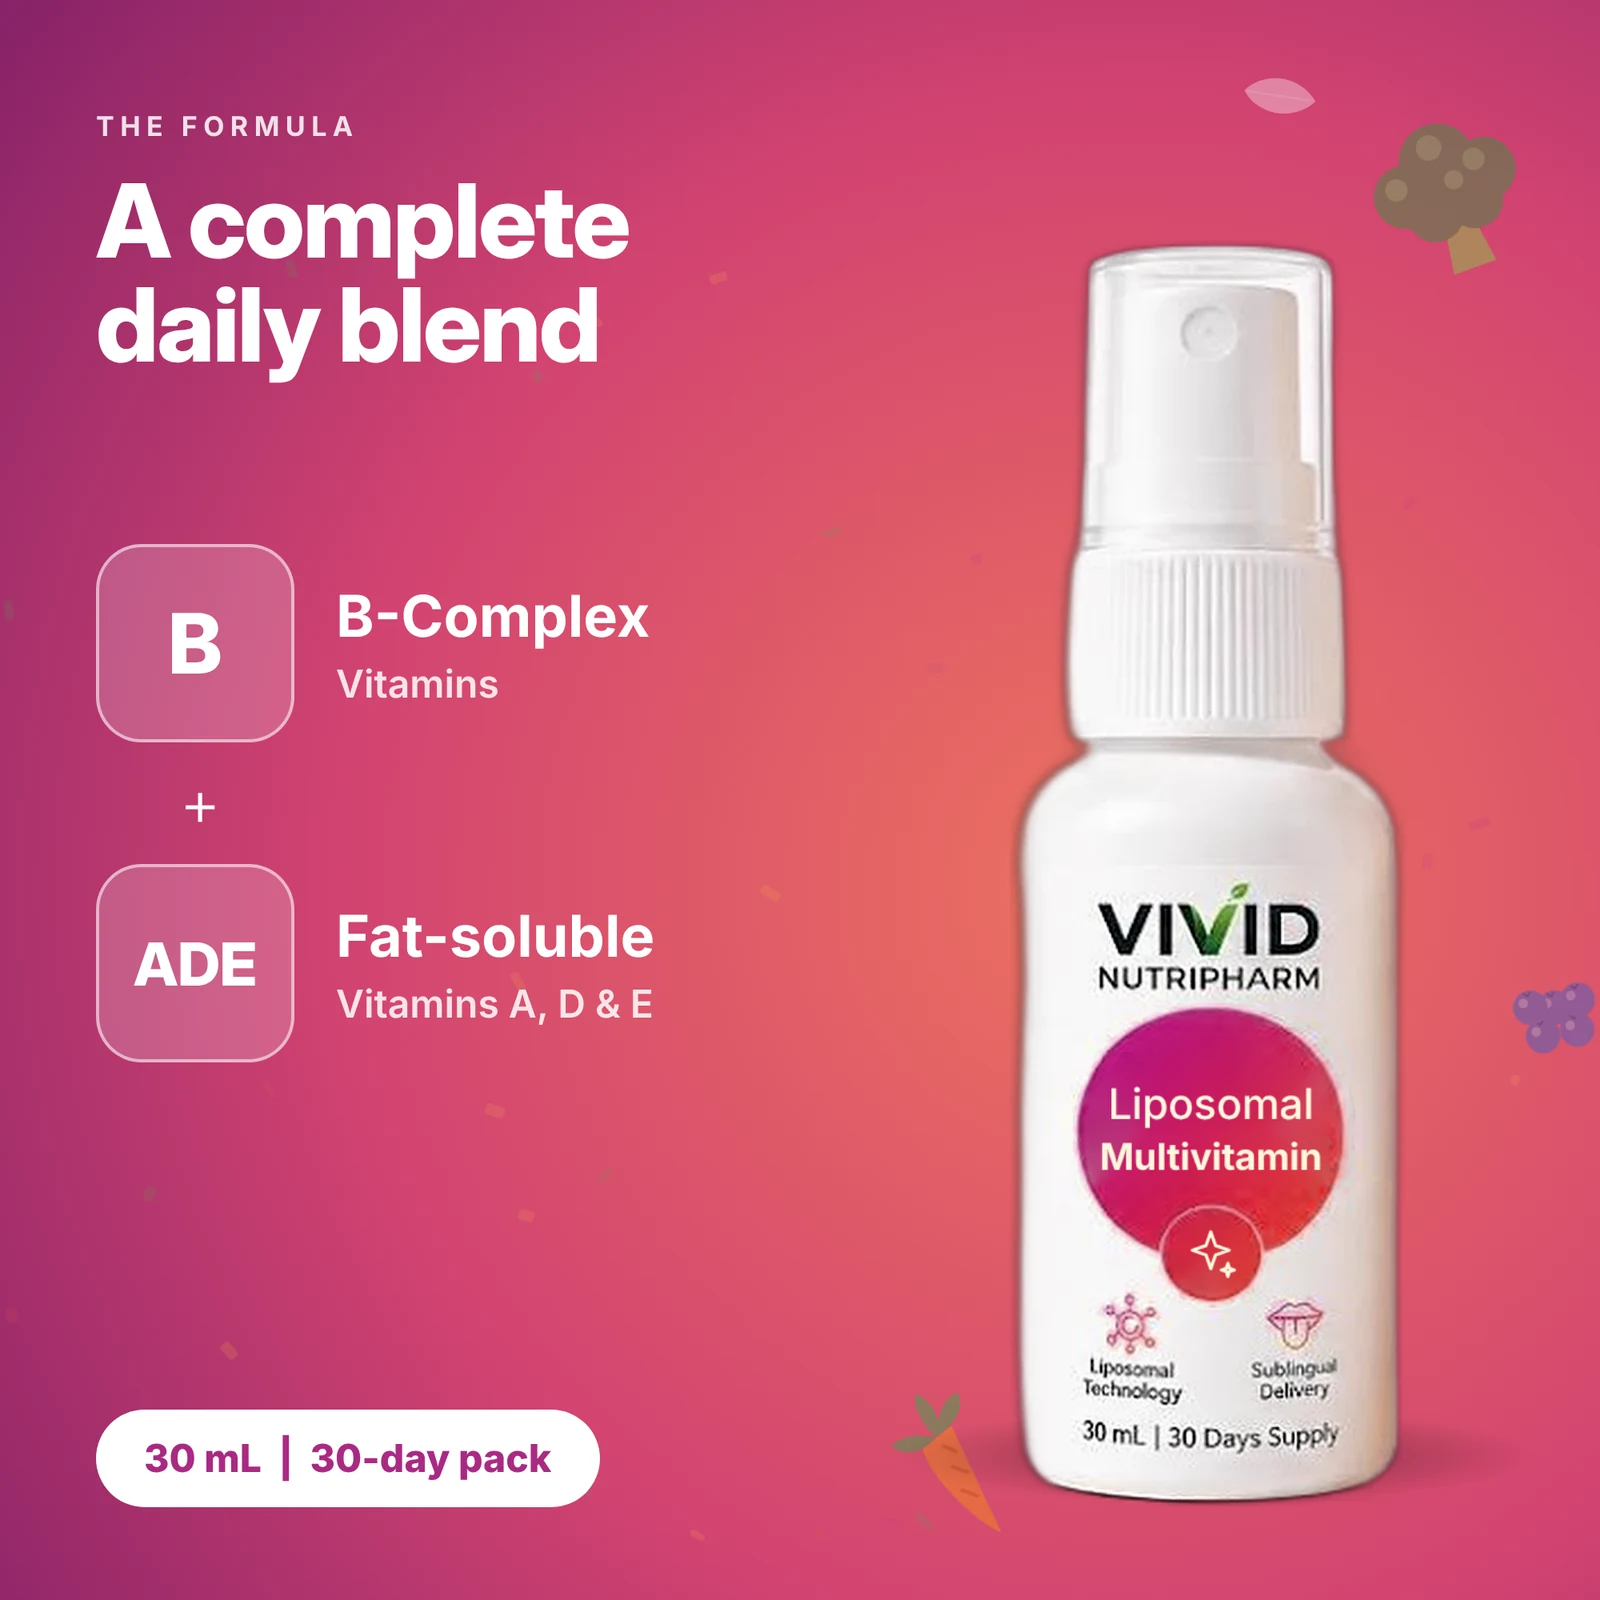 THE FORMULA
A complete
daily blend
B
B-Complex
Vitamins
+
ADE
Fat-soluble
Vitamins A, D & E
30 mL | 30-day pack
VIVID
NUTRIPHARM
Liposomal
Multivitamin
Liposomal
Technology
Sublingual
Delivery
30 mL | 30 Days Supply